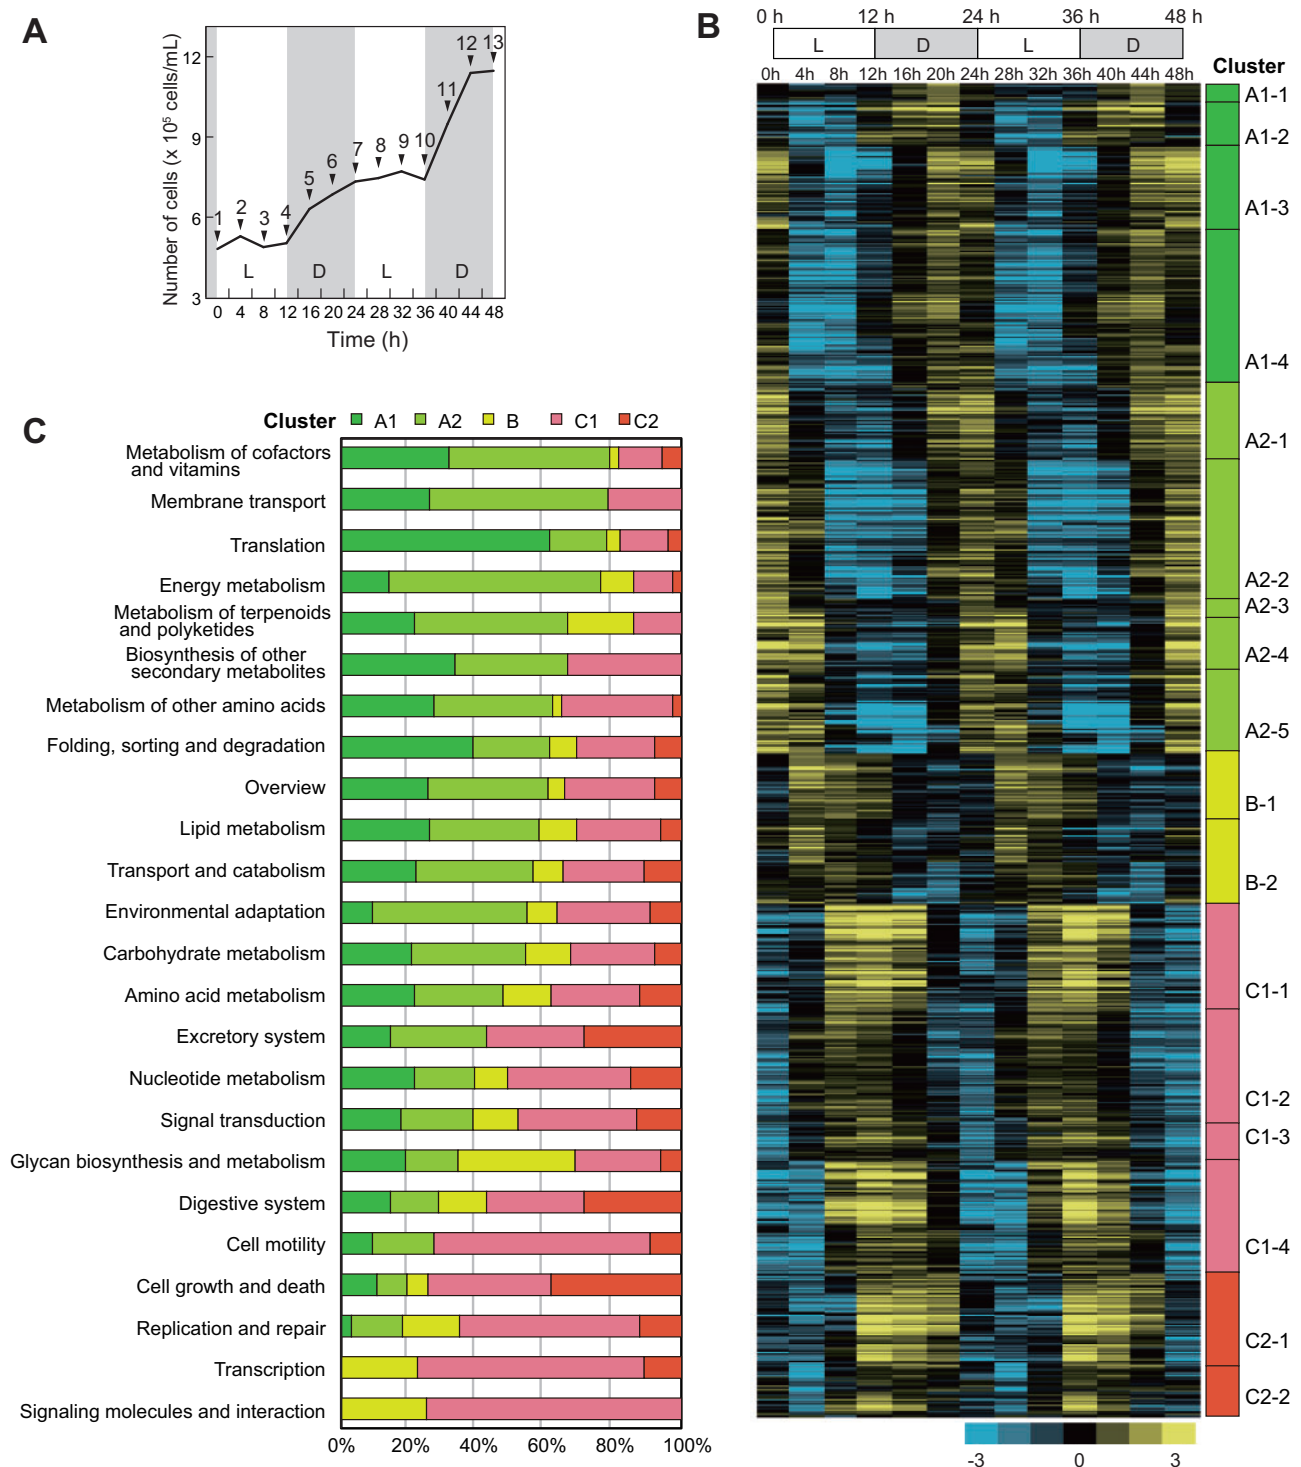 A
Number of cells (x 10⁵ cells/mL)
12
9
6
3
1
2
3
4
5
6
7
8
9
10
11
12
13
L
D
L
D
0 4 8 12 16 20 24 28 32 36 40 44 48
Time (h)
B
0 h 12 h 24 h 36 h 48 h
L D L D
0h 4h 8h 12h 16h 20h 24h 28h 32h 36h 40h 44h 48h
Cluster
A1-1
A1-2
A1-3
A1-4
A2-1
A2-2
A2-3
A2-4
A2-5
B-1
B-2
C1-1
C1-2
C1-3
C1-4
C2-1
C2-2
-3 0 3
C
Cluster A1 A2 B C1 C2
Metabolism of cofactors
and vitamins
Membrane transport
Translation
Energy metabolism
Metabolism of terpenoids
and polyketides
Biosynthesis of other
secondary metabolites
Metabolism of other amino acids
Folding, sorting and degradation
Overview
Lipid metabolism
Transport and catabolism
Environmental adaptation
Carbohydrate metabolism
Amino acid metabolism
Excretory system
Nucleotide metabolism
Signal transduction
Glycan biosynthesis and metabolism
Digestive system
Cell motility
Cell growth and death
Replication and repair
Transcription
Signaling molecules and interaction
0% 20% 40% 60% 80% 100%